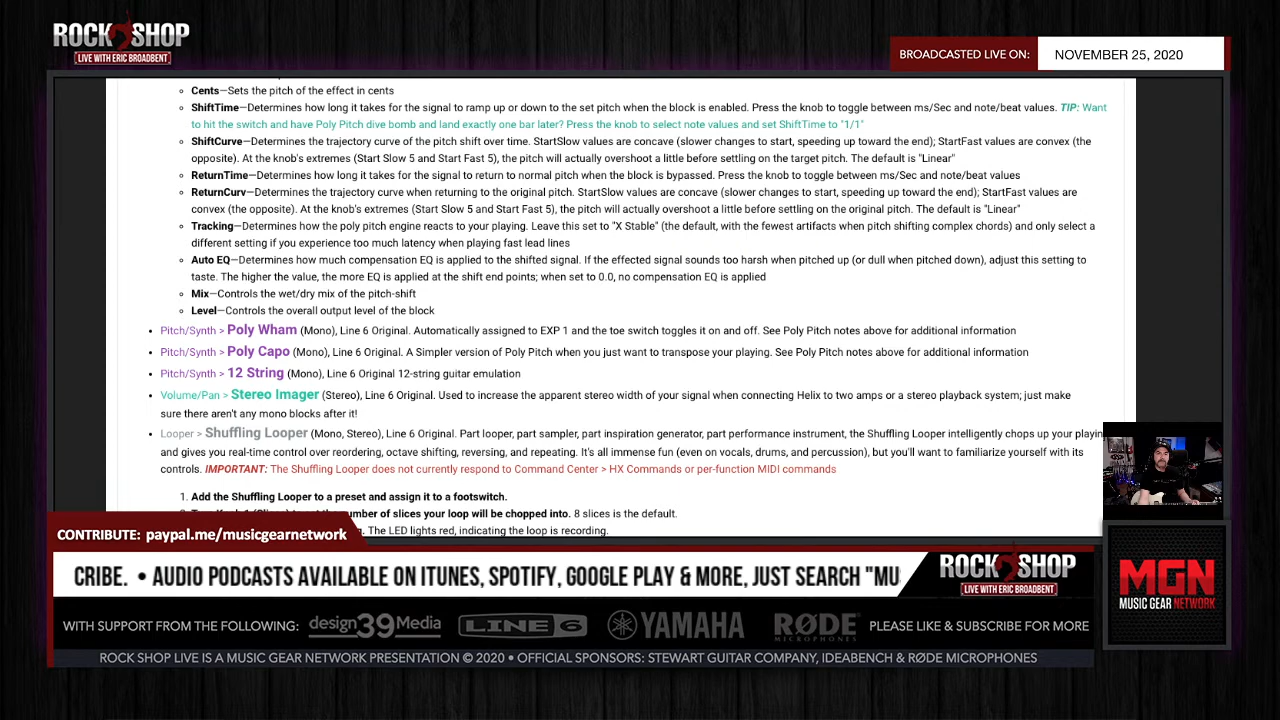 ROCK SHOP
LIVE WITH ERIC BROADBENT
BROADCASTED LIVE ON: NOVEMBER 25, 2020
Cents—Sets the pitch of the effect in cents
ShiftTime—Determines how long it takes for the signal to ramp up or down to the set pitch when the block is enabled. Press the knob to toggle between ms/Sec and note/beat values. TIP: Want
to hit the switch and have Poly Pitch dive bomb and land exactly one bar later? Press the knob to select note values and set ShiftTime to "1/1"
ShiftCurve—Determines the trajectory curve of the pitch shift over time. StartSlow values are concave (slower changes to start, speeding up toward the end); StartFast values are convex (the
opposite). At the knob's extremes (Start Slow 5 and Start Fast 5), the pitch will actually overshoot a little before settling on the target pitch. The default is "Linear"
ReturnTime—Determines how long it takes for the signal to return to normal pitch when the block is bypassed. Press the knob to toggle between ms/Sec and note/beat values
ReturnCurv—Determines the trajectory curve when returning to the original pitch. StartSlow values are concave (slower changes to start, speeding up toward the end); StartFast values are
convex (the opposite). At the knob's extremes (Start Slow 5 and Start Fast 5), the pitch will actually overshoot a little before settling on the original pitch. The default is "Linear"
Tracking—Determines how the poly pitch engine reacts to your playing. Leave this set to "X Stable" (the default, with the fewest artifacts when pitch shifting complex chords) and only select a
different setting if you experience too much latency when playing fast lead lines
Auto EQ—Determines how much compensation EQ is applied to the shifted signal. If the effected signal sounds too harsh when pitched up (or dull when pitched down), adjust this setting to
taste. The higher the value, the more EQ is applied at the shift end points; when set to 0.0, no compensation EQ is applied
Mix—Controls the wet/dry mix of the pitch-shift
Level—Controls the overall output level of the block
Pitch/Synth > Poly Wham (Mono), Line 6 Original. Automatically assigned to EXP 1 and the toe switch toggles it on and off. See Poly Pitch notes above for additional information
Pitch/Synth > Poly Capo (Mono), Line 6 Original. A Simpler version of Poly Pitch when you just want to transpose your playing. See Poly Pitch notes above for additional information
Pitch/Synth > 12 String (Mono), Line 6 Original 12-string guitar emulation
Volume/Pan > Stereo Imager (Stereo), Line 6 Original. Used to increase the apparent stereo width of your signal when connecting Helix to two amps or a stereo playback system; just make
sure there aren't any mono blocks after it!
Looper > Shuffling Looper (Mono, Stereo), Line 6 Original. Part looper, part sampler, part inspiration generator, part performance instrument, the Shuffling Looper intelligently chops up your playing
and gives you real-time control over reordering, octave shifting, reversing, and repeating. It's all immense fun (even on vocals, drums, and percussion), but you'll want to familiarize yourself with its
controls. IMPORTANT: The Shuffling Looper does not currently respond to Command Center > HX Commands or per-function MIDI commands
1. Add the Shuffling Looper to a preset and assign it to a footswitch.
number of slices your loop will be chopped into. 8 slices is the default.
The LED lights red, indicating the loop is recording.
CONTRIBUTE: paypal.me/musicgearnetwork
CRIBE. • AUDIO PODCASTS AVAILABLE ON ITUNES, SPOTIFY, GOOGLE PLAY & MORE, JUST SEARCH "MU
ROCK SHOP
LIVE WITH ERIC BROADBENT
MGN
MUSIC GEAR NETWORK
WITH SUPPORT FROM THE FOLLOWING: design39Media LINE 6 YAMAHA RØDE MICROPHONES PLEASE LIKE & SUBSCRIBE FOR MORE
ROCK SHOP LIVE IS A MUSIC GEAR NETWORK PRESENTATION © 2020 • OFFICIAL SPONSORS: STEWART GUITAR COMPANY, IDEABENCH & RØDE MICROPHONES